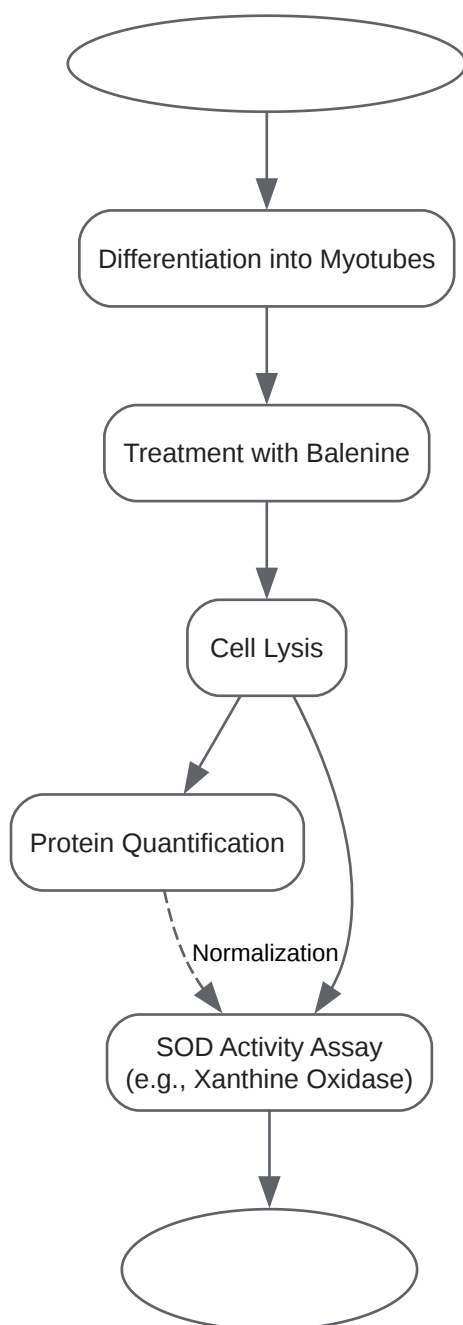 Differentiation into Myotubes
Treatment with Balenine
Cell Lysis
Protein Quantification
Normalization
SOD Activity Assay
(e.g., Xanthine Oxidase)